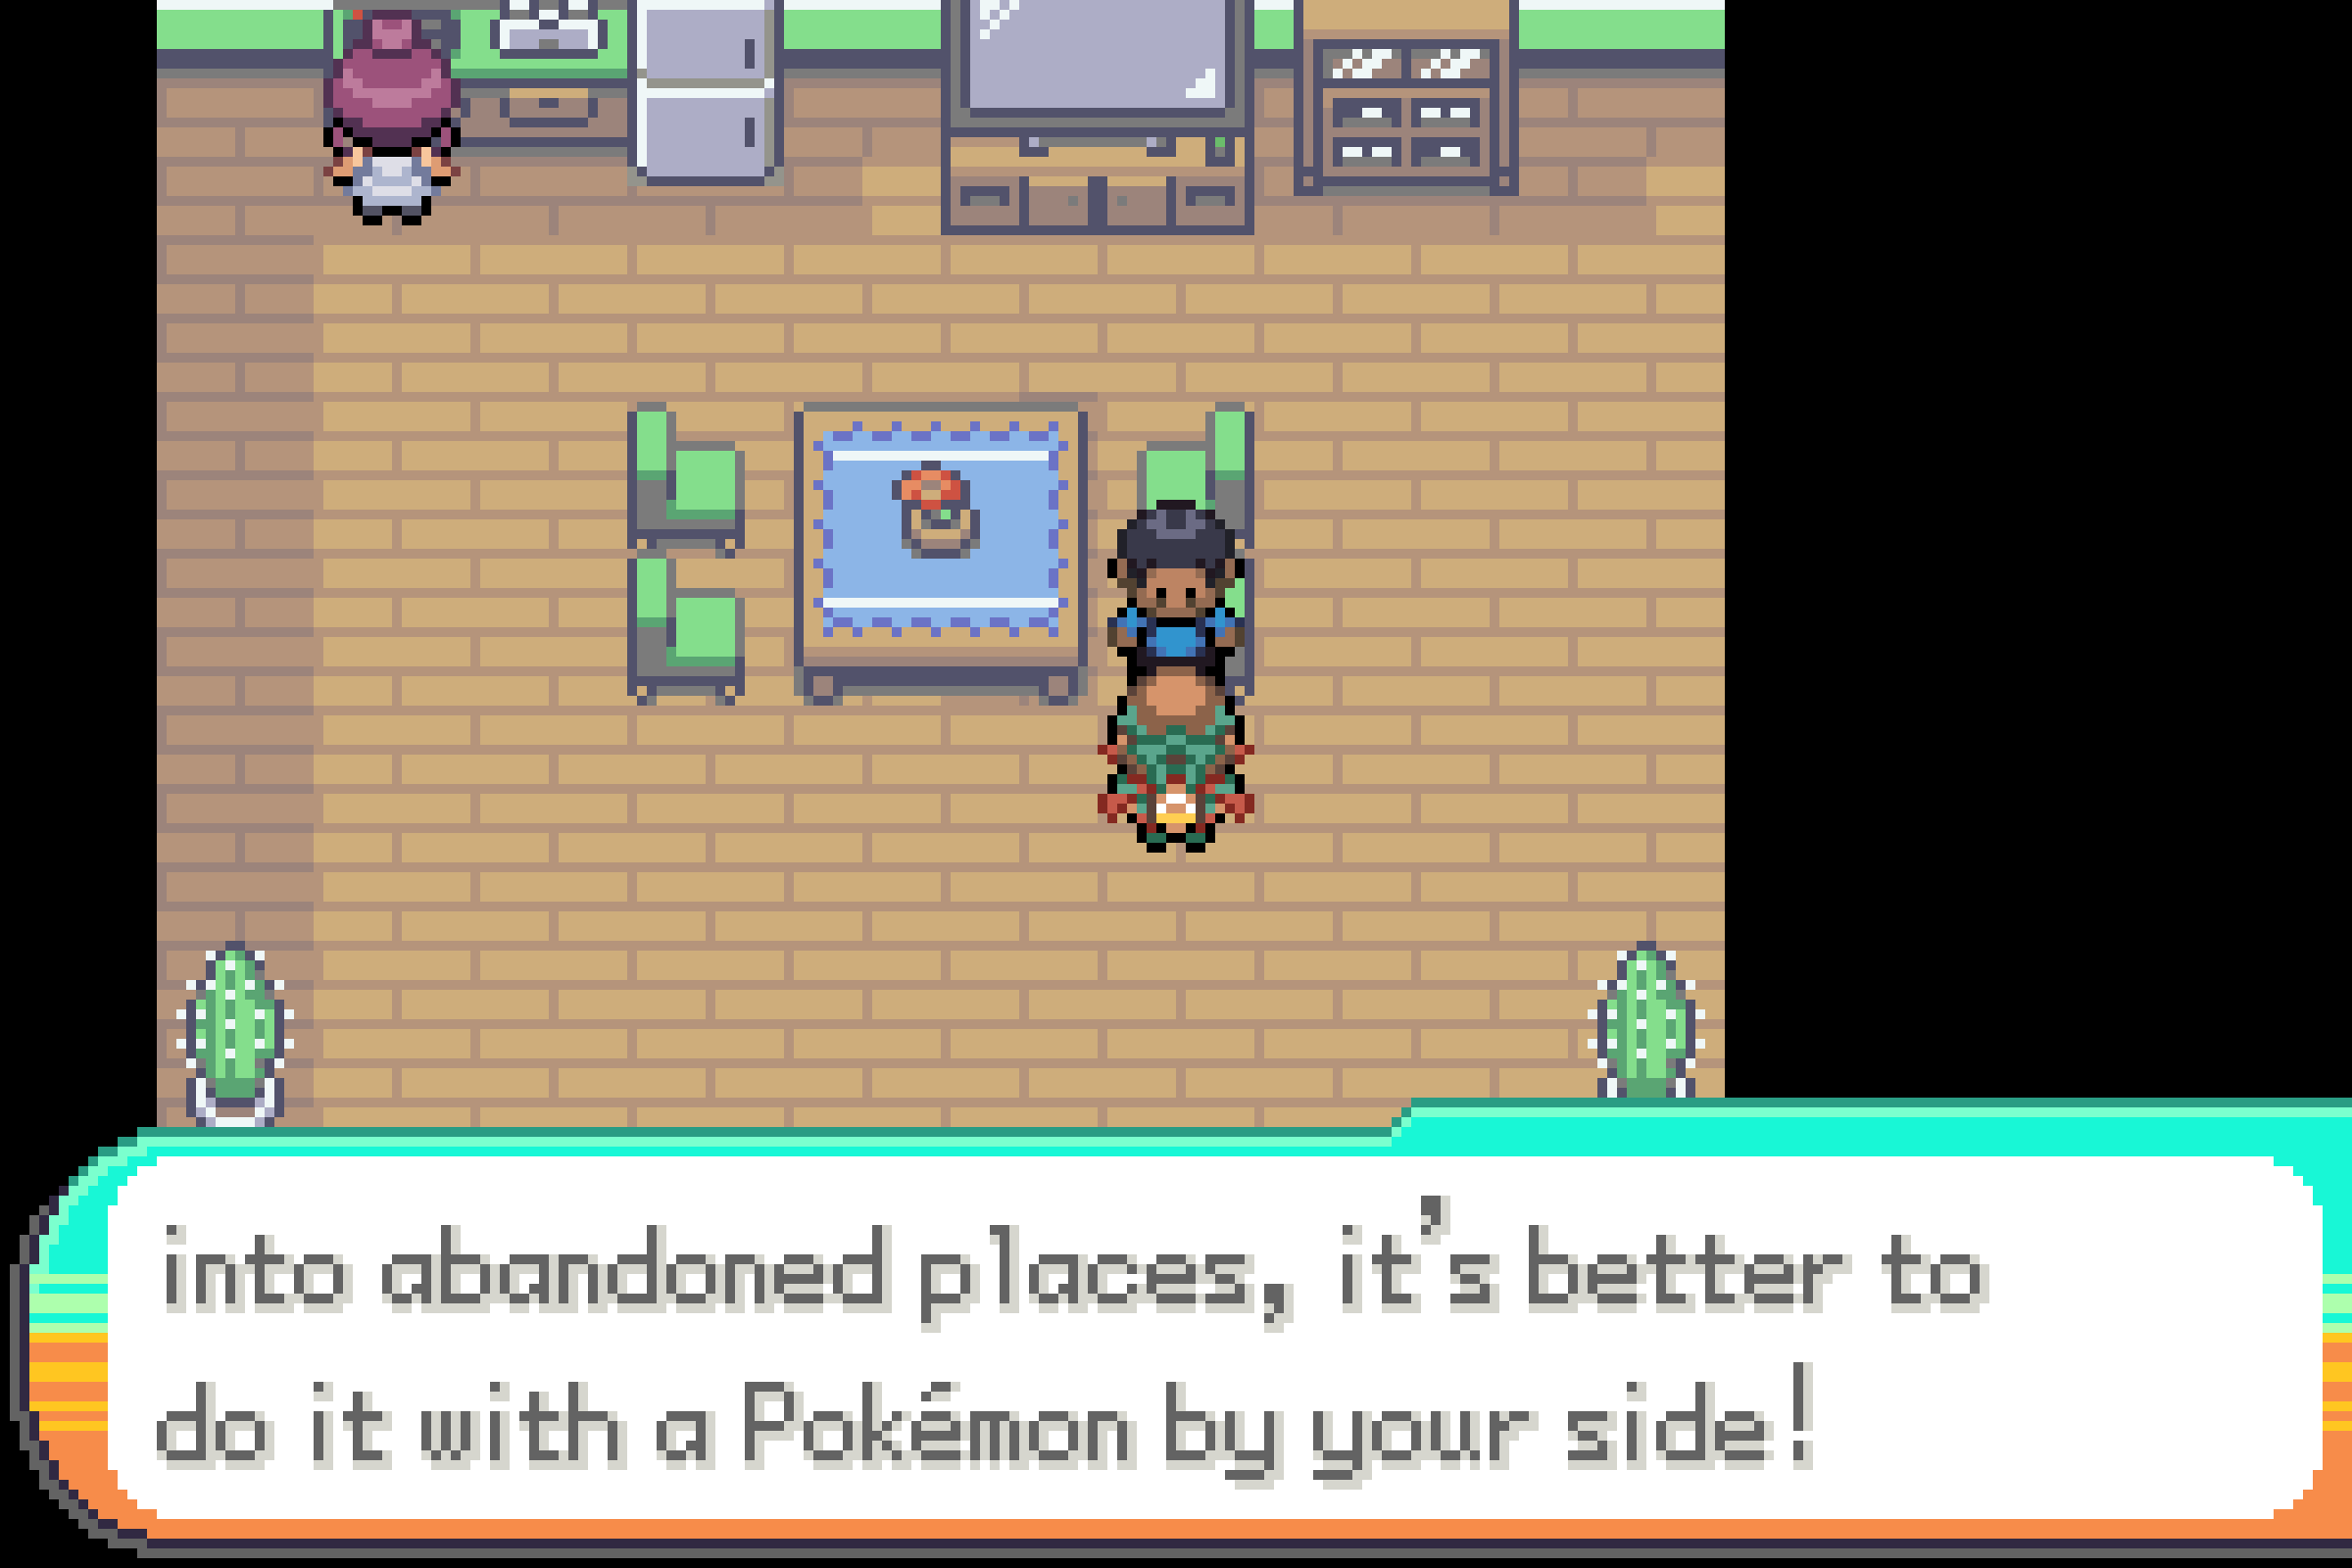 into abandoned places, it's better to
do it with a Pokémon by your side!